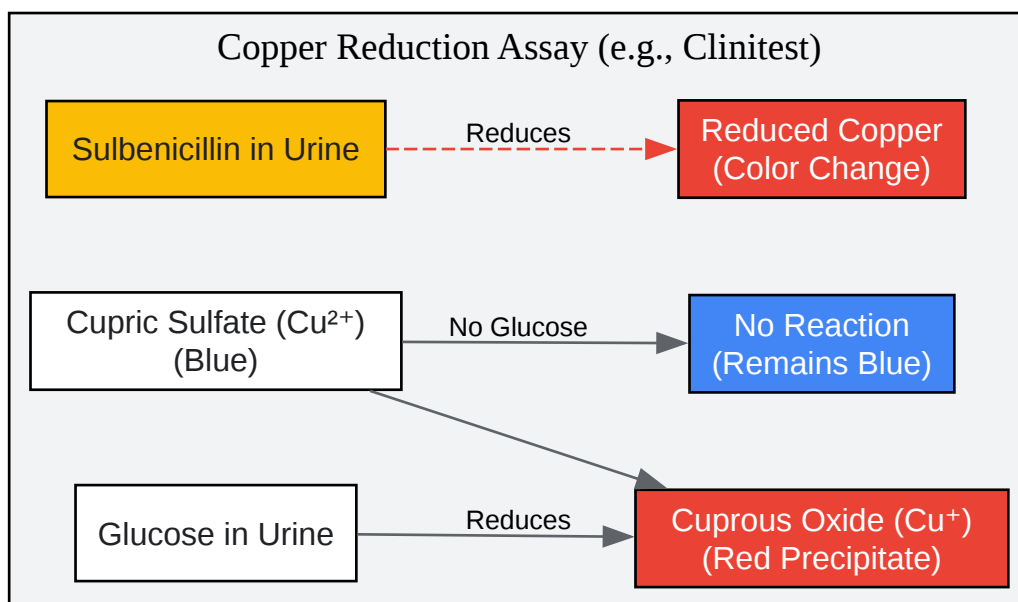 Copper Reduction Assay (e.g., Clinitest)
Sulbenicillin in Urine
Reduces
Reduced Copper
(Color Change)
Cupric Sulfate (Cu²⁺)
(Blue)
No Glucose
No Reaction
(Remains Blue)
Glucose in Urine
Reduces
Cuprous Oxide (Cu⁺)
(Red Precipitate)